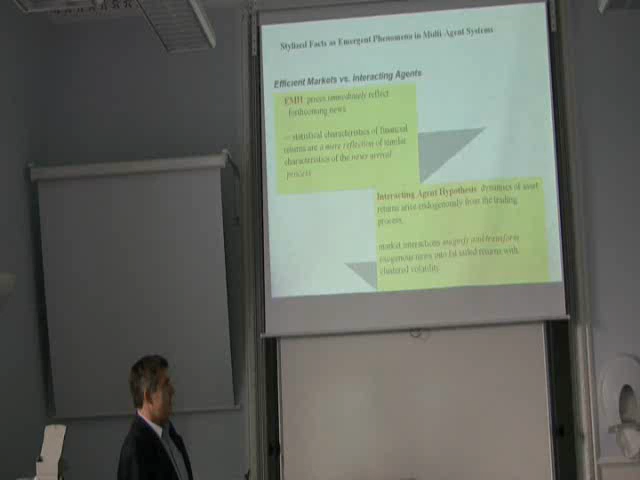 Stylized Facts as Emergent Phenomena in Multi-Agent Systems
Efficient Markets vs. Interacting Agents
EMH: prices immediately reflect
forthcoming news
statistical characteristics of financial
returns are a mere reflection of similar
characteristics of the news arrival
process
Interacting Agent Hypothesis: dynamics of asset
returns arise endogenously from the trading
process,
market interactions magnify and transform
exogenous news into fat tailed returns with
clustered volatility